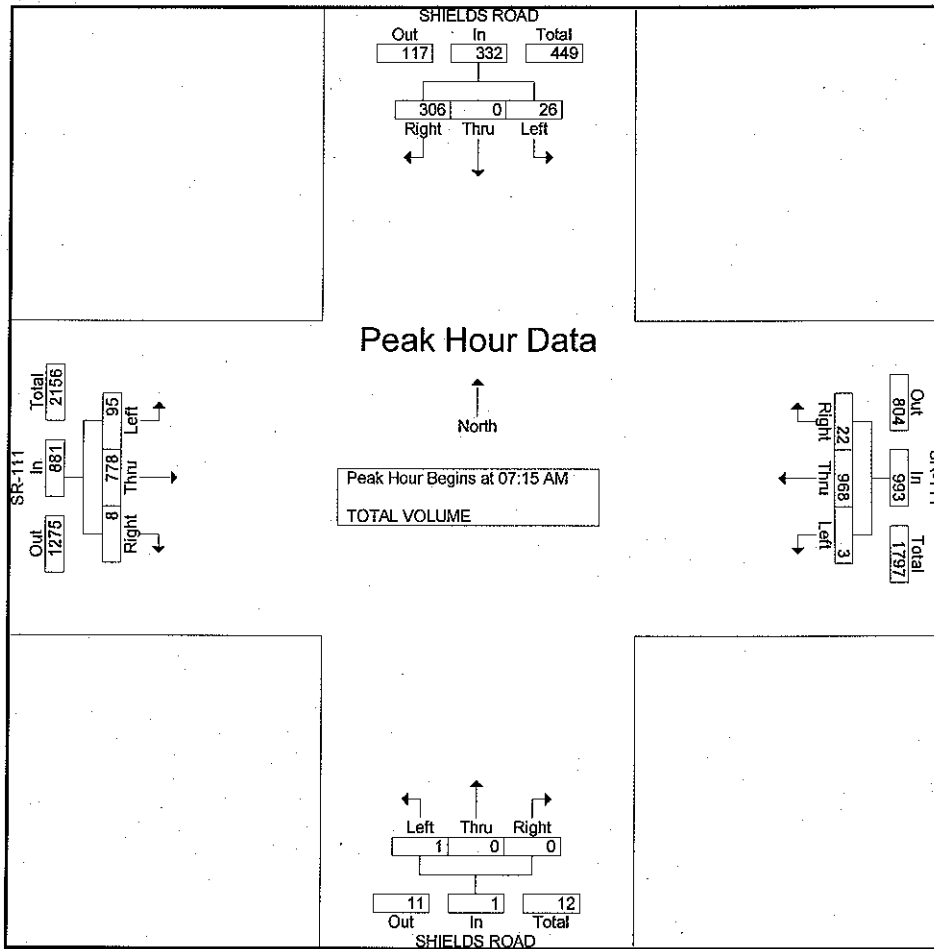 SHIELDS ROAD
Out In Total
117 332 449
306 0 26
Right Thru Left
Peak Hour Data
North
Peak Hour Begins at 07:15 AM
TOTAL VOLUME
SR-111
Out In Total
1275 881 2156
Left Thru Right
95 778 8
Out In Total
804 993 1797
Right Thru Left
22 968 3
Left Thru Right
1 0 0
11 1 12
Out In Total
SHIELDS ROAD